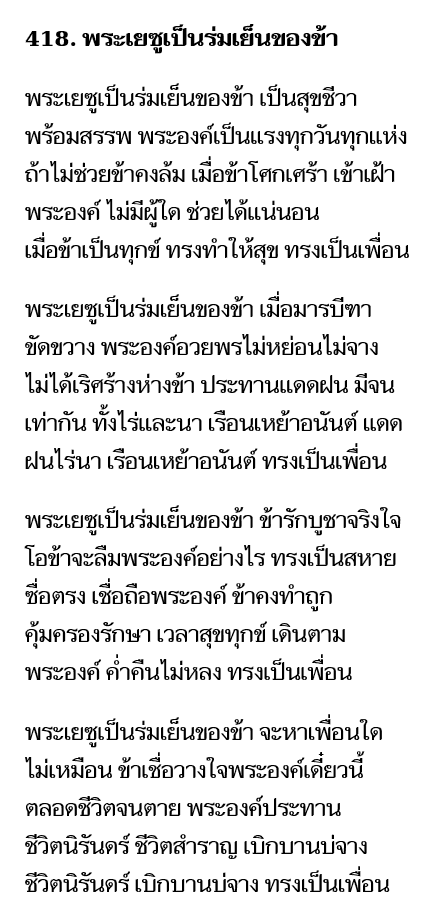 418. พระเยซูเป็นร่มเย็นของข้า
พระเยซูเป็นร่มเย็นของข้า เป็นสุขชีวา
พร้อมสรรพ พระองค์เป็นแรงทุกวันทุกแห่ง
ถ้าไม่ช่วยข้าคงล้ม เมื่อข้าโศกเศร้า เข้าเฝ้า
พระองค์ ไม่มีผู้ใด ช่วยได้แน่นอน
เมื่อข้าเป็นทุกข์ ทรงทำให้สุข ทรงเป็นเพื่อน
พระเยซูเป็นร่มเย็นของข้า เมื่อมารบีฑา
ขัดขวาง พระองค์อวยพรไม่หย่อนไม่จาง
ไม่ได้เริศร้างห่างข้า ประทานแดดฝน มีจน
เท่ากัน ทั้งไร่และนา เรือนเหย้าอนันต์ แดด
ฝนไร่นา เรือนเหย้าอนันต์ ทรงเป็นเพื่อน
พระเยซูเป็นร่มเย็นของข้า ข้ารักบูชาจริงใจ
โอข้าจะลืมพระองค์อย่างไร ทรงเป็นสหาย
ซื่อตรง เชื่อถือพระองค์ ข้าคงทำถูก
คุ้มครองรักษา เวลาสุขทุกข์ เดินตาม
พระองค์ ค่ำคืนไม่หลง ทรงเป็นเพื่อน
พระเยซูเป็นร่มเย็นของข้า จะหาเพื่อนใด
ไม่เหมือน ข้าเชื่อวางใจพระองค์เดี๋ยวนี้
ตลอดชีวิตจนตาย พระองค์ประทาน
ชีวิตนิรันดร์ ชีวิตสำราญ เบิกบานบ่จาง
ชีวิตนิรันดร์ เบิกบานบ่จาง ทรงเป็นเพื่อน